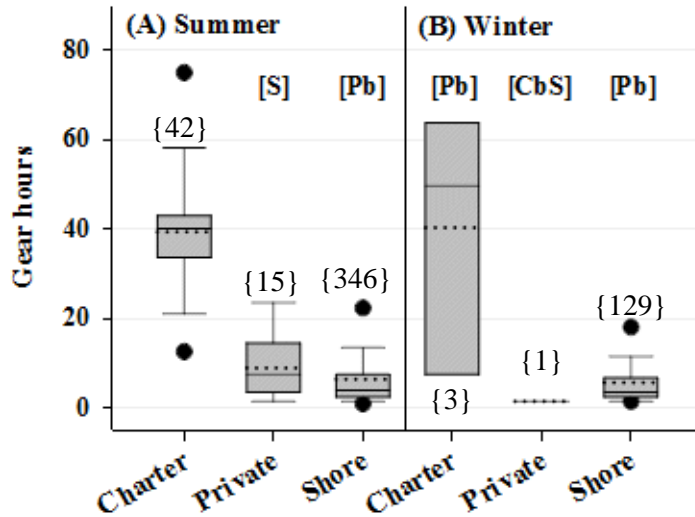 (A) Summer (B) Winter
80
[S] [Pb] [Pb] [CbS] [Pb]
{42}
60
Gear hours
40
{15} {346} {129}
20
{1}
{3}
0
Charter Private Shore Charter Private Shore